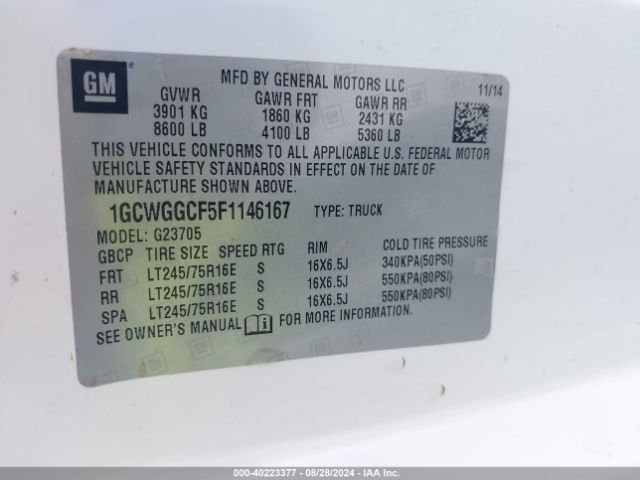 GM ®
MFD BY GENERAL MOTORS LLC
11/14
GVWR GAWR FRT GAWR RR
3901 KG 1860 KG 2431 KG
8600 LB 4100 LB 5360 LB
THIS VEHICLE CONFORMS TO ALL APPLICABLE U.S. FEDERAL MOTOR
VEHICLE SAFETY STANDARDS IN EFFECT ON THE DATE OF
MANUFACTURE SHOWN ABOVE.
1GCWGGCF5F1146167 TYPE: TRUCK
MODEL: G23705
GBCP TIRE SIZE SPEED RTG RIM COLD TIRE PRESSURE
FRT LT245/75R16E S 16X6.5J 340KPA(50PSI)
RR LT245/75R16E S 16X6.5J 550KPA(80PSI)
SPA LT245/75R16E S 16X6.5J 550KPA(80PSI)
SEE OWNER'S MANUAL FOR MORE INFORMATION.
000-40223377 - 08/28/2024 - IAA Inc.